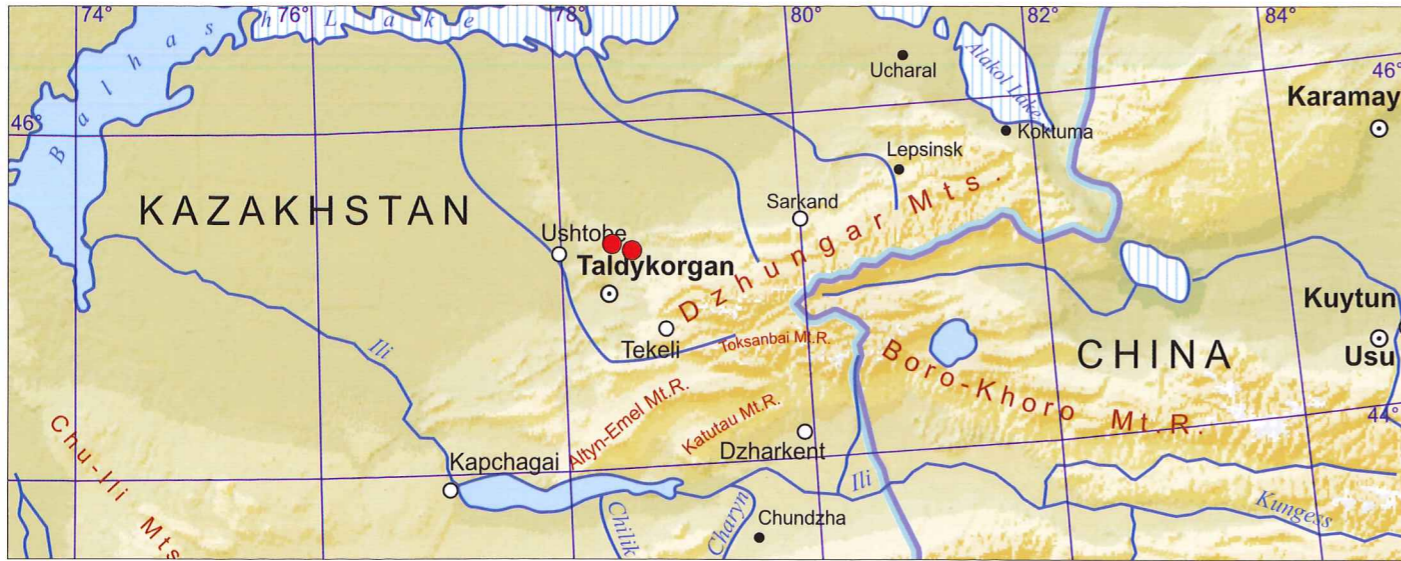 74°
76°
78°
80°
82°
84°
Balhash Lake
Ucharal
Alakol Lake
46°
Karamay
46°
Koktuma
Lepsinsk
KAZAKHSTAN
Sarkand
Ushtobe
Dzhungar Mts.
Taldykorgan
Kuytun
Ili
Tekeli
Toksanbai Mt.R.
CHINA
Usu
Boro-Khoro Mt.R.
Altyn-Emel Mt.R.
Katutau Mt.R.
44°
Chu-Ili Mts
Dzharkent
Kapchagai
Ili
Kungess
Chilik
Charyn
Chundzha